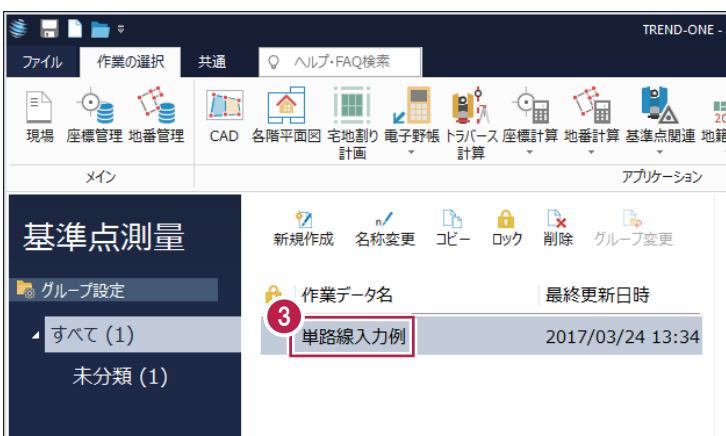 TREND-ONE -
ファイル 作業の選択 共通 ヘルプ・FAQ検索
現場 座標管理 地番管理 CAD 各階平面図 宅地割り 計画 電子野帳 トラバース 計算 座標計算 地番計算 基準点関連 地籍
メイン アプリケーション
基準点測量
新規作成 名称変更 コピー ロック 削除 グループ変更
グループ設定
作業データ名 最終更新日時
3
すべて (1)
単路線入力例 2017/03/24 13:34
未分類 (1)